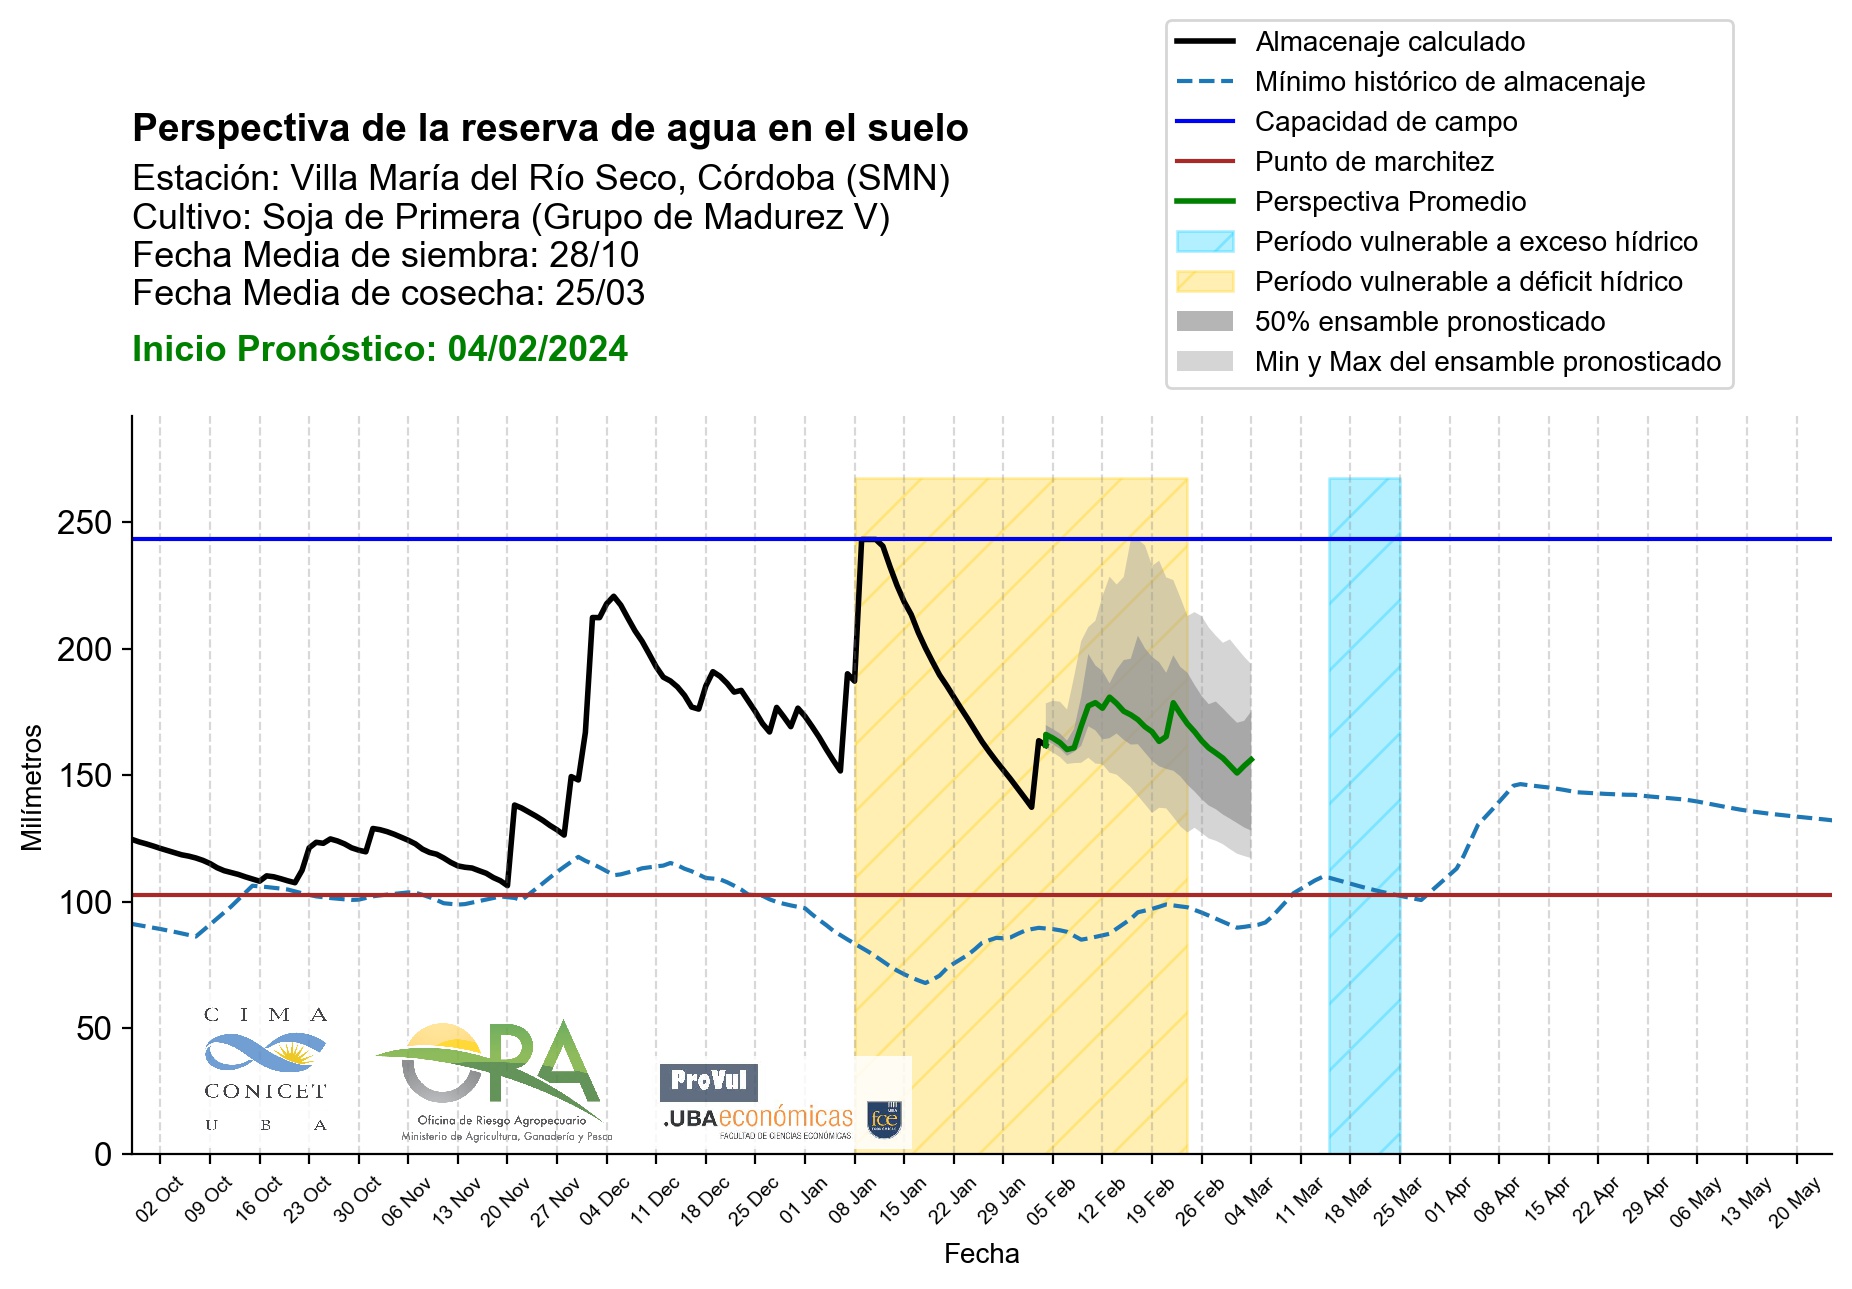 Almacenaje calculado
Mínimo histórico de almacenaje
Capacidad de campo
Punto de marchitez
Perspectiva Promedio
Período vulnerable a exceso hídrico
Período vulnerable a déficit hídrico
50% ensamble pronosticado
Min y Max del ensamble pronosticado
Perspectiva de la reserva de agua en el suelo
Estación: Villa María del Río Seco, Córdoba (SMN)
Cultivo: Soja de Primera (Grupo de Madurez V)
Fecha Media de siembra: 28/10
Fecha Media de cosecha: 25/03
Inicio Pronóstico: 04/02/2024
Milímetros
250
200
150
100
50
0
CIMA
CONICET
UBA
ORA
Oficina de Riesgo Agropecuario
Ministerio de Agricultura, Ganadería y Pesca
ProVul
.UBAeconómicas
FACULTAD DE CIENCIAS ECONÓMICAS
fce
02 Oct
09 Oct
16 Oct
23 Oct
30 Oct
06 Nov
13 Nov
20 Nov
27 Nov
04 Dec
11 Dec
18 Dec
25 Dec
01 Jan
08 Jan
15 Jan
22 Jan
29 Jan
05 Feb
12 Feb
19 Feb
26 Feb
04 Mar
11 Mar
18 Mar
25 Mar
01 Apr
08 Apr
15 Apr
22 Apr
29 Apr
06 May
13 May
20 May
Fecha